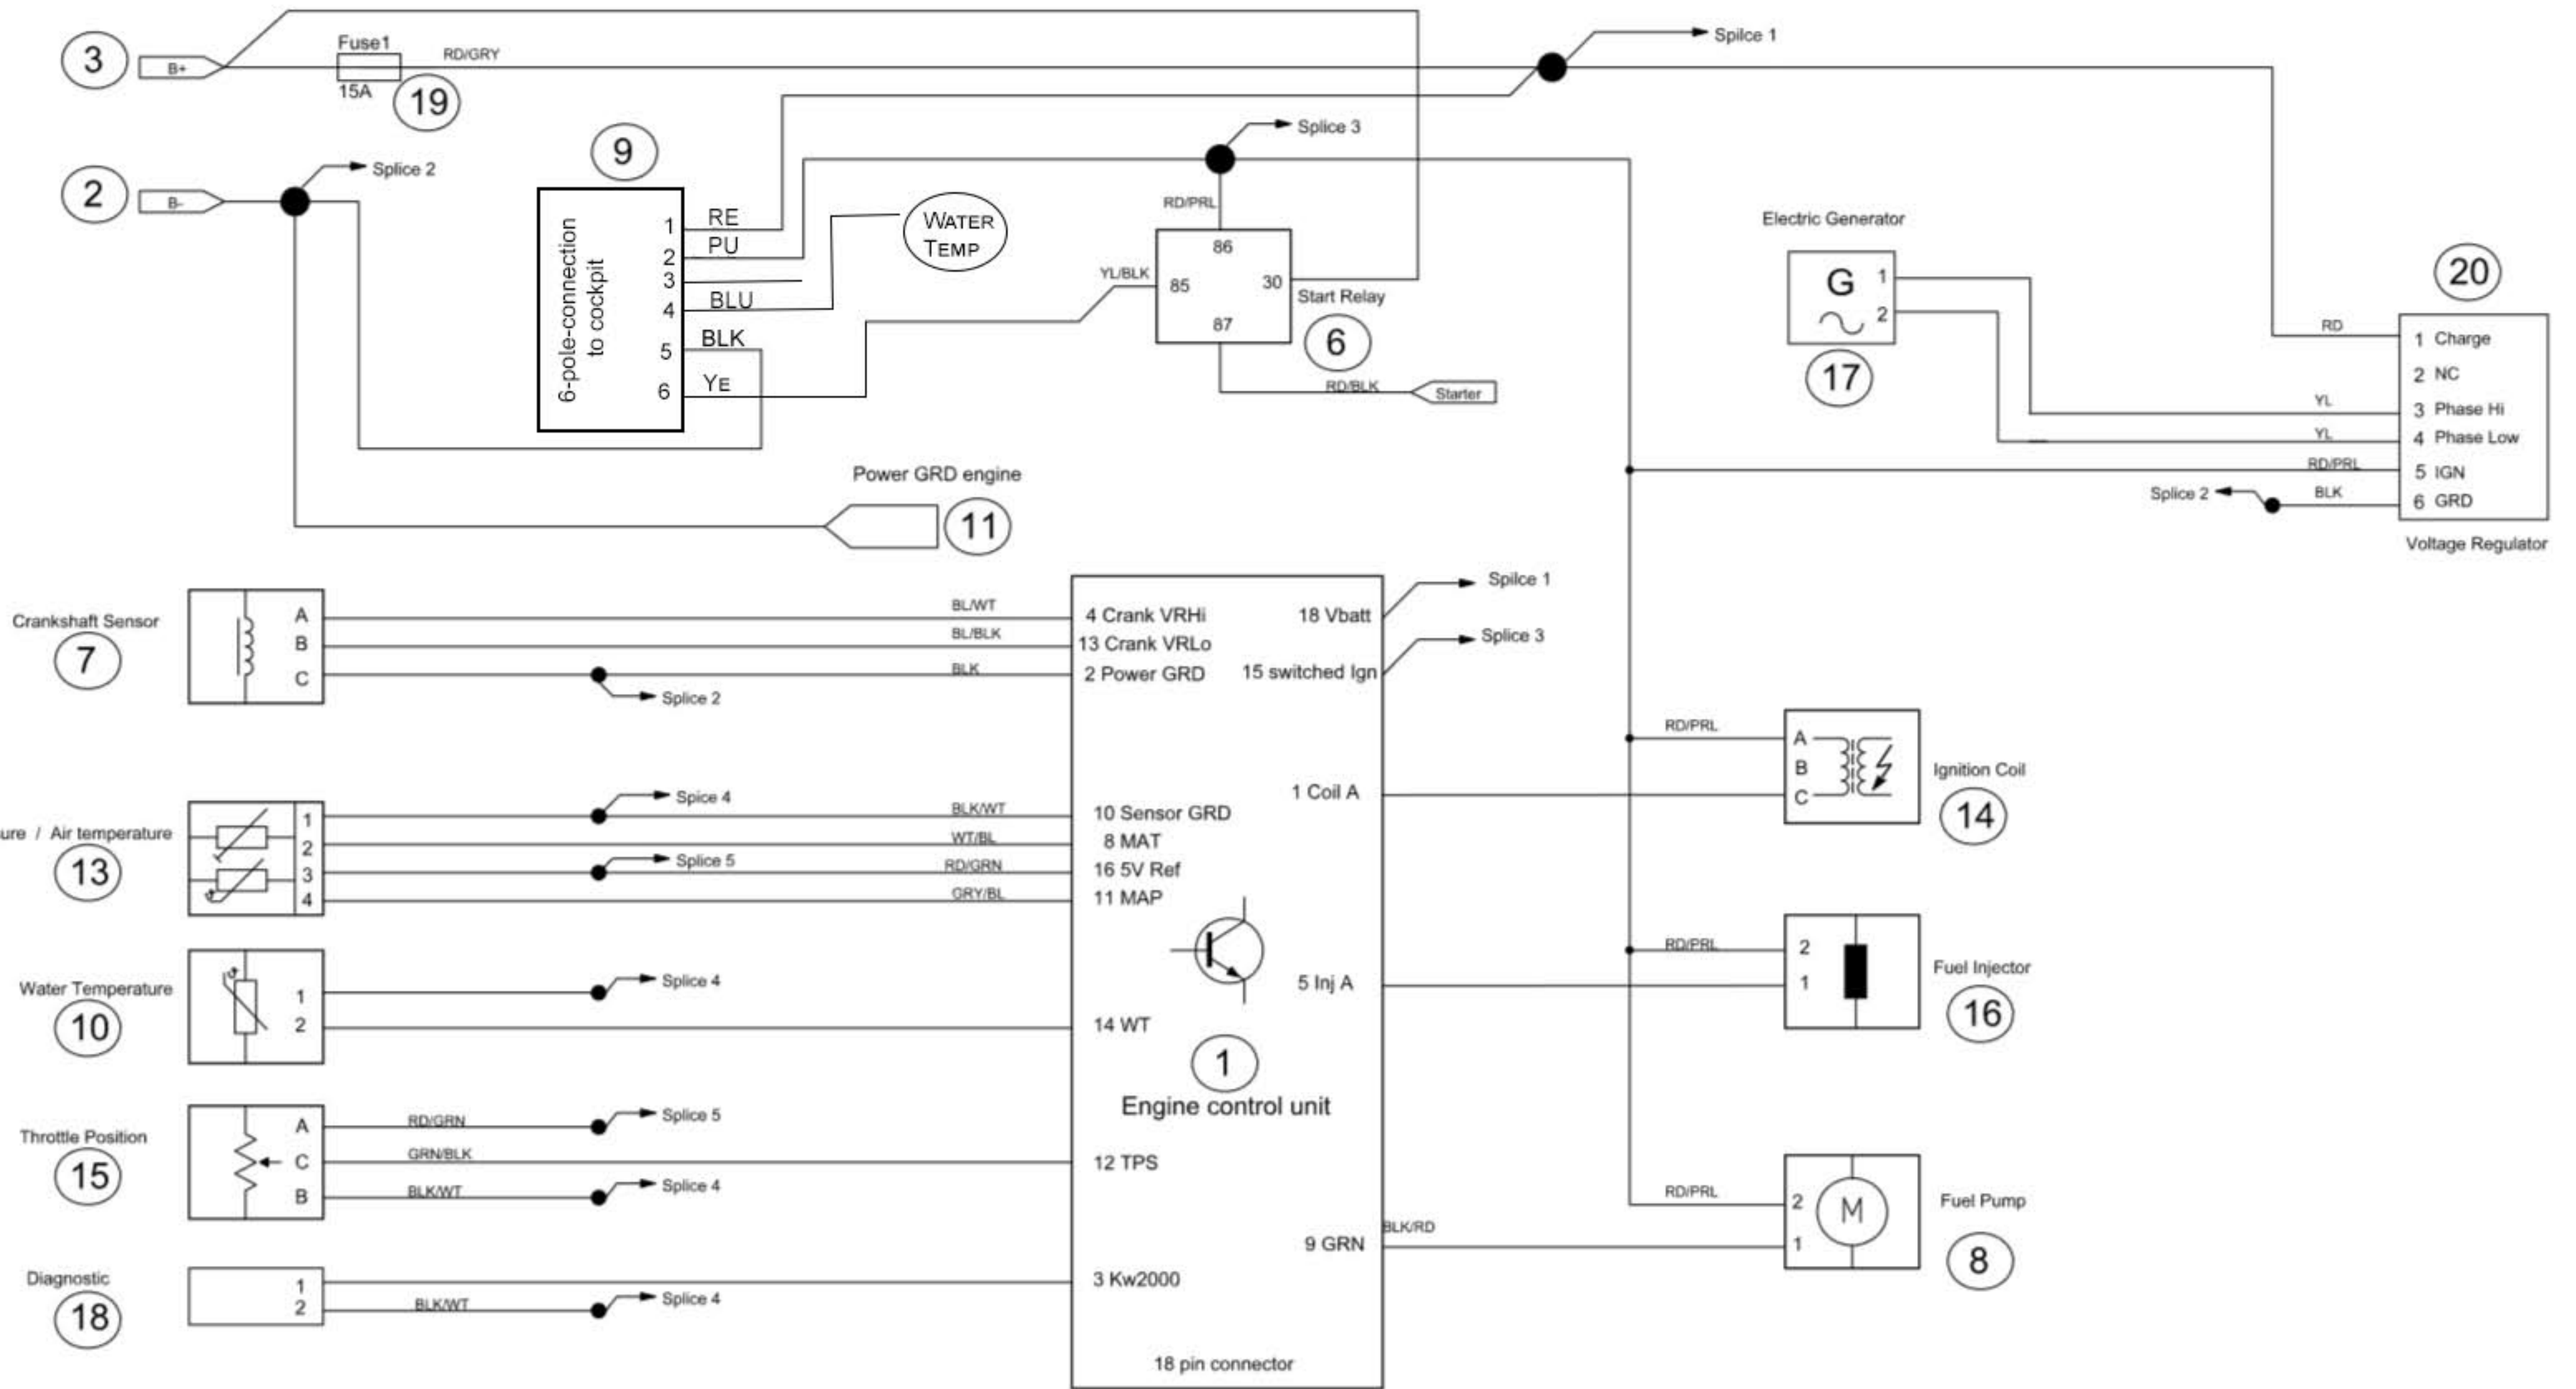 3
B+
Fuse1
15A
19
RD/GRY
Spilce 1
2
B-
Splice 2
9
6-pole-connection
to cockpit
1 RE
2 PU
3
4 BLU
5 BLK
6 YE
WATER
TEMP
Splice 3
RD/PRL
YL/BLK
86
85
30
87
Start Relay
6
RD/BLK
Starter
Electric Generator
G
1
2
17
20
RD
YL
YL
RD/PRL
BLK
Splice 2
1 Charge
2 NC
3 Phase Hi
4 Phase Low
5 IGN
6 GRD
Voltage Regulator
Power GRD engine
11
Crankshaft Sensor
7
A
B
C
BL/WT
BL/BLK
BLK
Splice 2
4 Crank VRHi
13 Crank VRLo
2 Power GRD
18 Vbatt
Spilce 1
15 switched Ign
Splice 3
ure / Air temperature
13
1
2
3
4
Spice 4
Splice 5
BLK/WT
WT/BL
RD/GRN
GRY/BL
10 Sensor GRD
8 MAT
16 5V Ref
11 MAP
1 Coil A
RD/PRL
A
B
C
Ignition Coil
14
Water Temperature
10
1
2
Splice 4
14 WT
5 Inj A
RD/PRL
2
1
Fuel Injector
16
1
Engine control unit
Throttle Position
15
A
C
B
RD/GRN
GRN/BLK
BLK/WT
Splice 5
Splice 4
12 TPS
9 GRN
BLK/RD
RD/PRL
2
1
M
Fuel Pump
8
Diagnostic
18
1
2
BLK/WT
Splice 4
3 Kw2000
18 pin connector